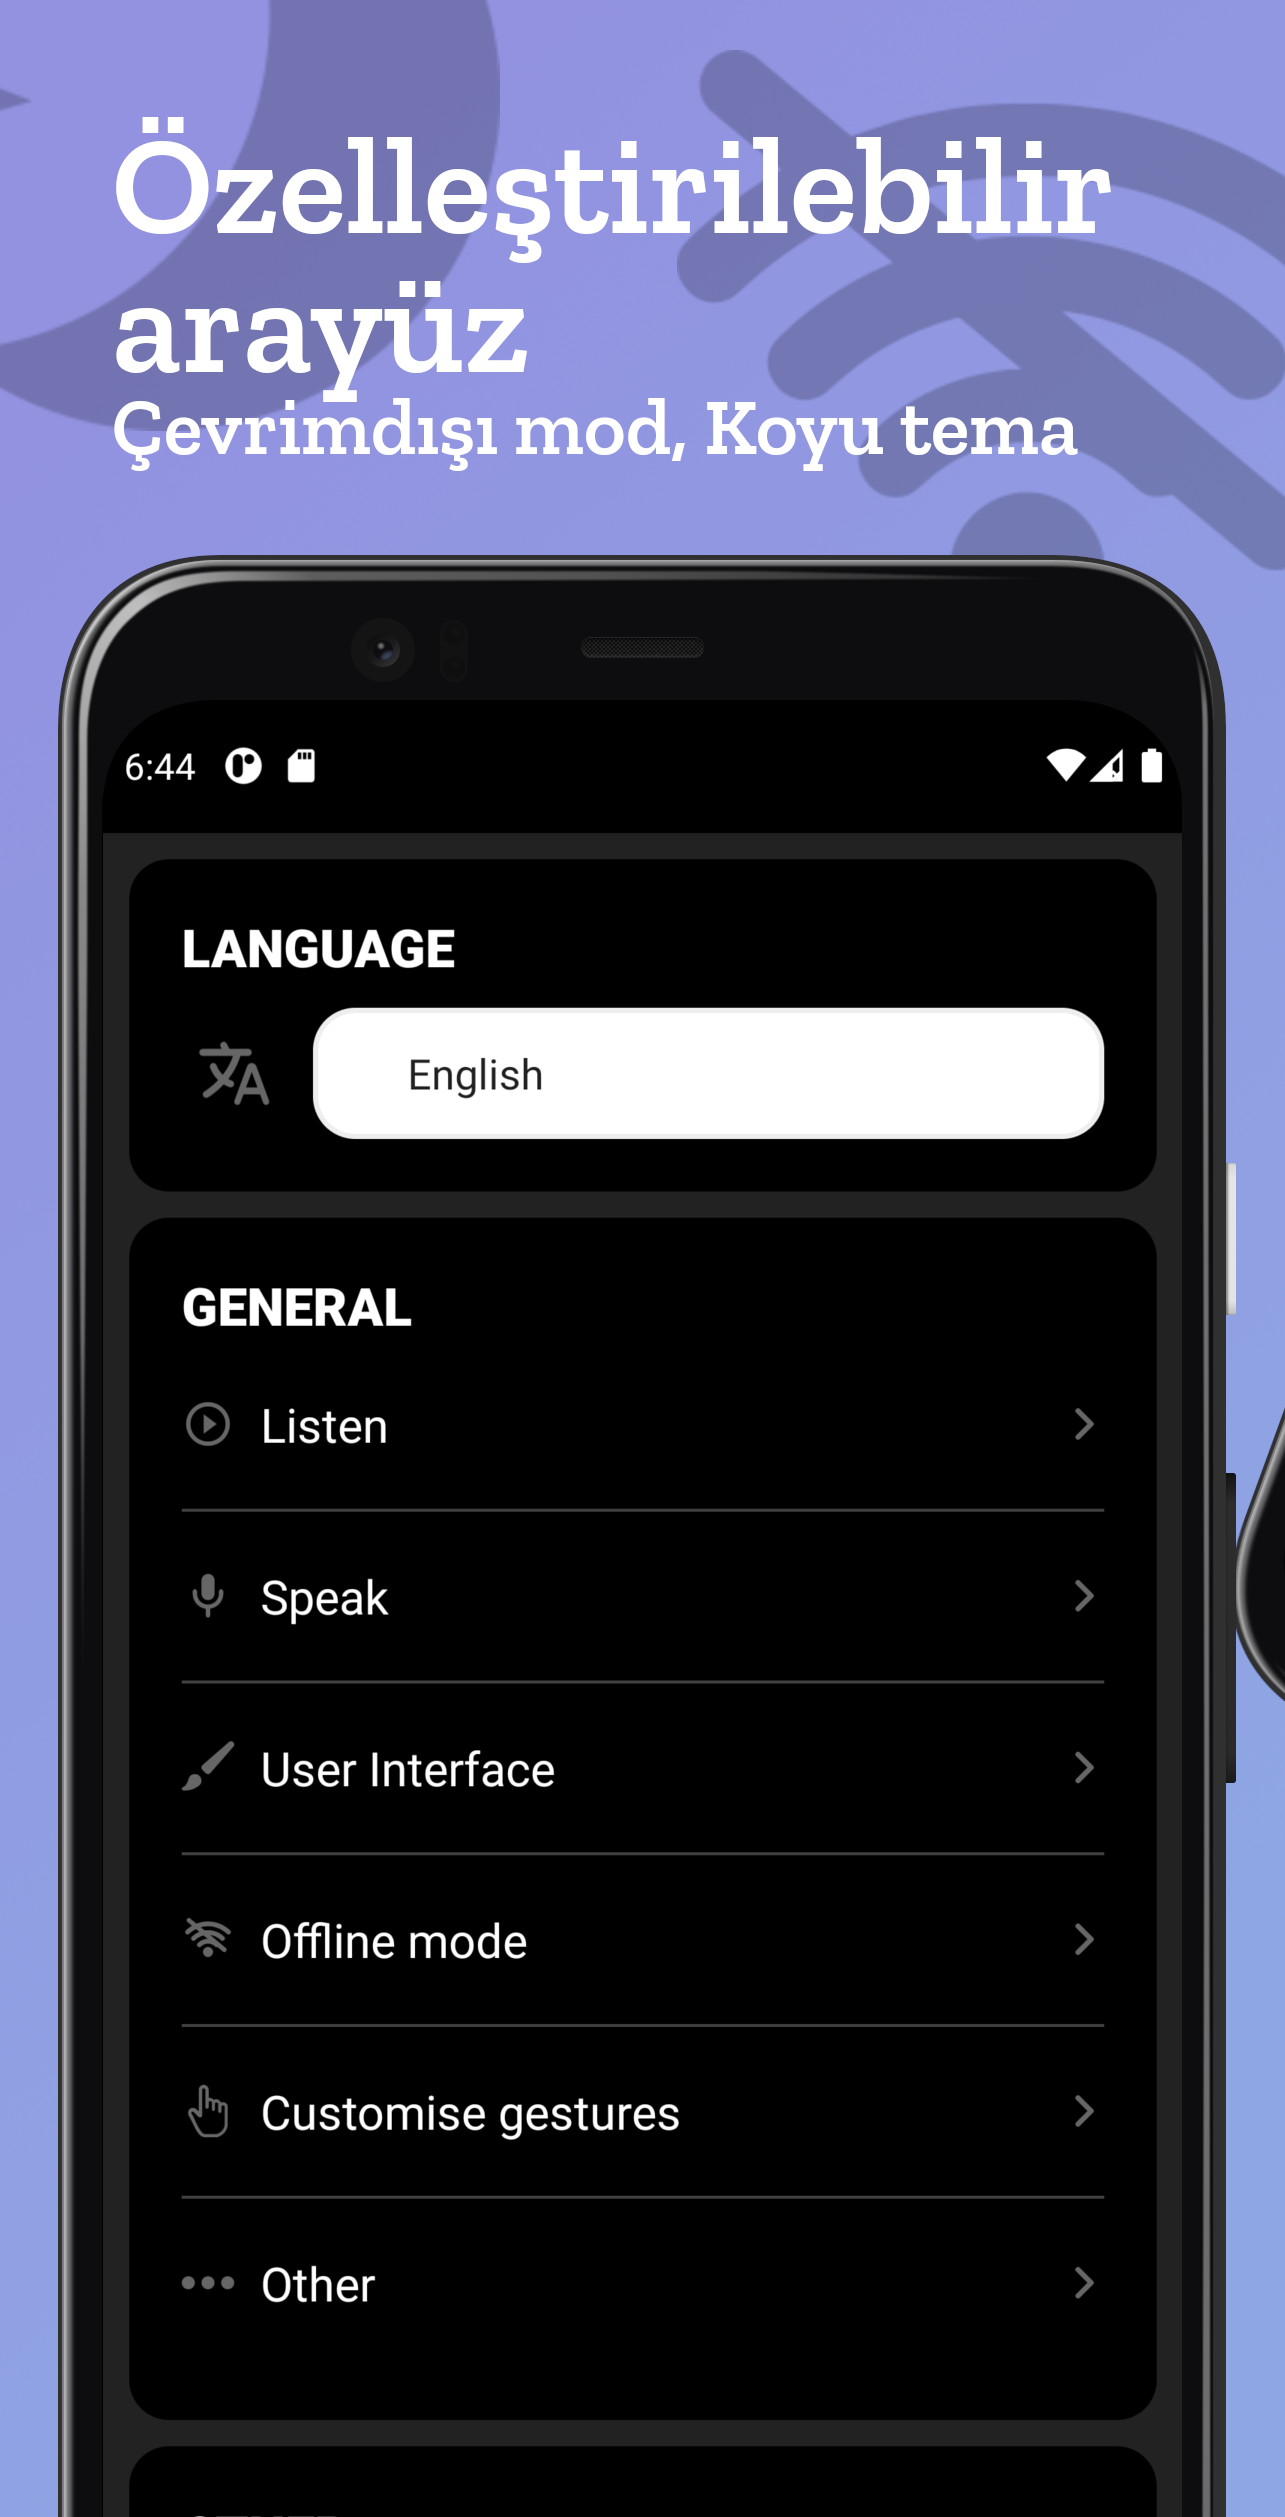 Özelleştirilebilir
arayüz
Çevrimdışı mod, Koyu tema
6:44
LANGUAGE
English
GENERAL
Listen
Speak
User Interface
Offline mode
Customise gestures
Other